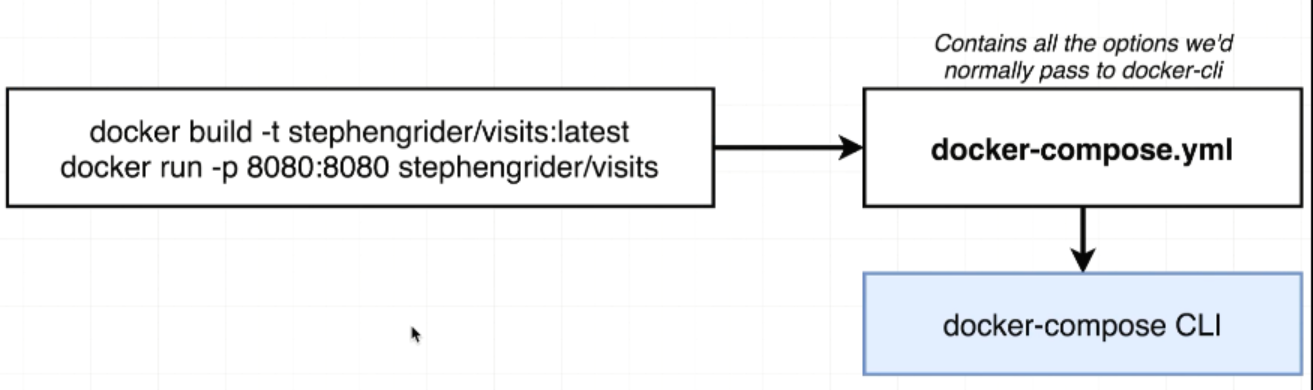 Contains all the options we'd
normally pass to docker-cli
docker build -t stephengrider/visits:latest
docker run -p 8080:8080 stephengrider/visits
docker-compose.yml
docker-compose CLI